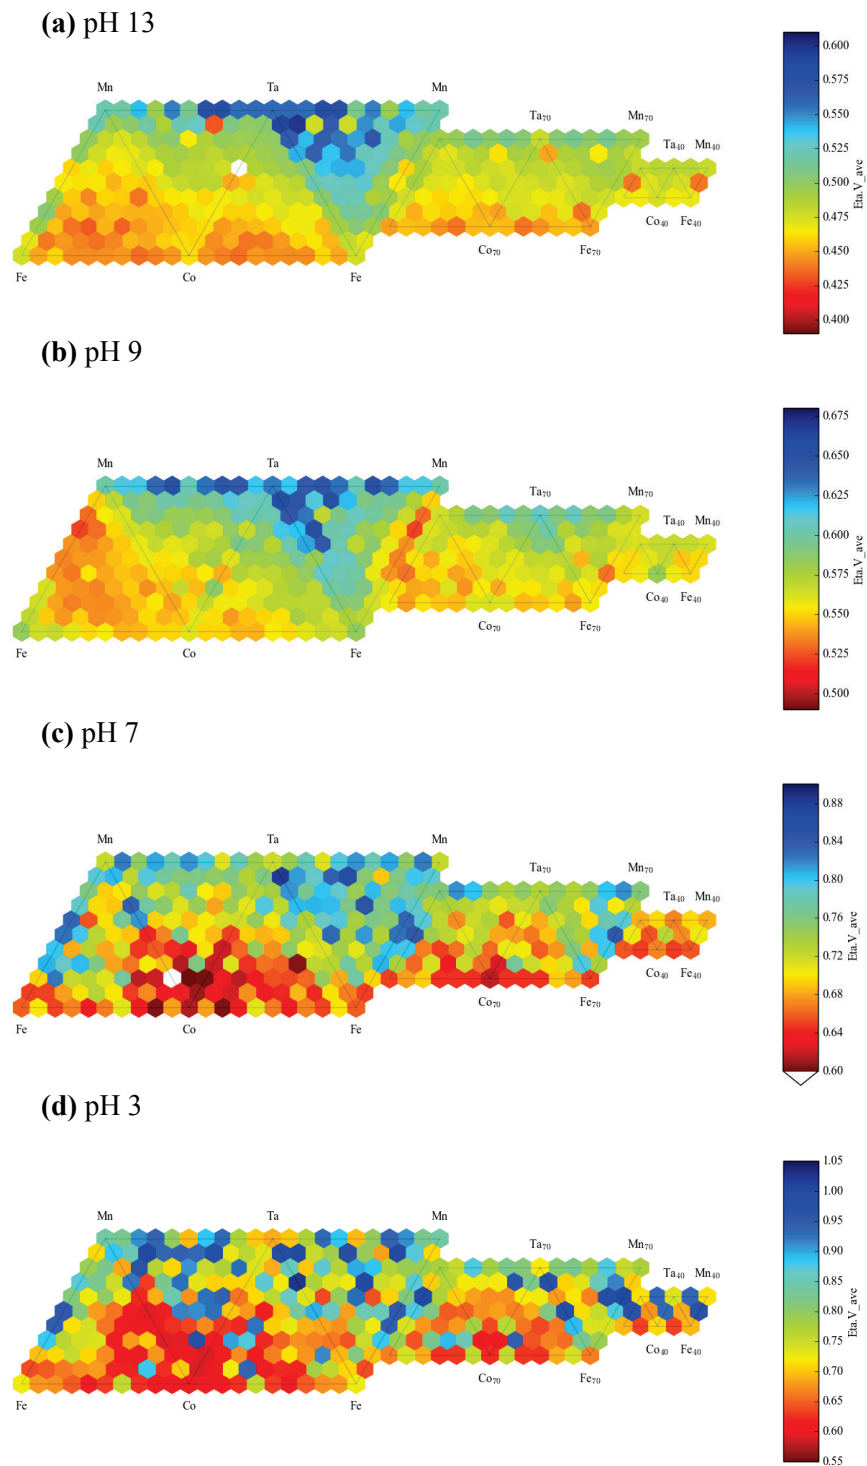 (a) pH 13
Mn Ta Mn
Ta70 Mn70
Ta40 Mn40
Co40 Fe40
Co70 Fe70
Fe Co Fe
0.600
0.575
0.550
0.525
0.500
0.475
0.450
0.425
0.400
Eta.V_ave
(b) pH 9
Mn Ta Mn
Ta70 Mn70
Ta40 Mn40
Co40 Fe40
Co70 Fe70
Fe Co Fe
0.675
0.650
0.625
0.600
0.575
0.550
0.525
0.500
Eta.V_ave
(c) pH 7
Mn Ta Mn
Ta70 Mn70
Ta40 Mn40
Co40 Fe40
Co70 Fe70
Fe Co Fe
0.88
0.84
0.80
0.76
0.72
0.68
0.64
0.60
Eta.V_ave
(d) pH 3
Mn Ta Mn
Ta70 Mn70
Ta40 Mn40
Co40 Fe40
Co70 Fe70
Fe Co Fe
1.05
1.00
0.95
0.90
0.85
0.80
0.75
0.70
0.65
0.60
0.55
Eta.V_ave